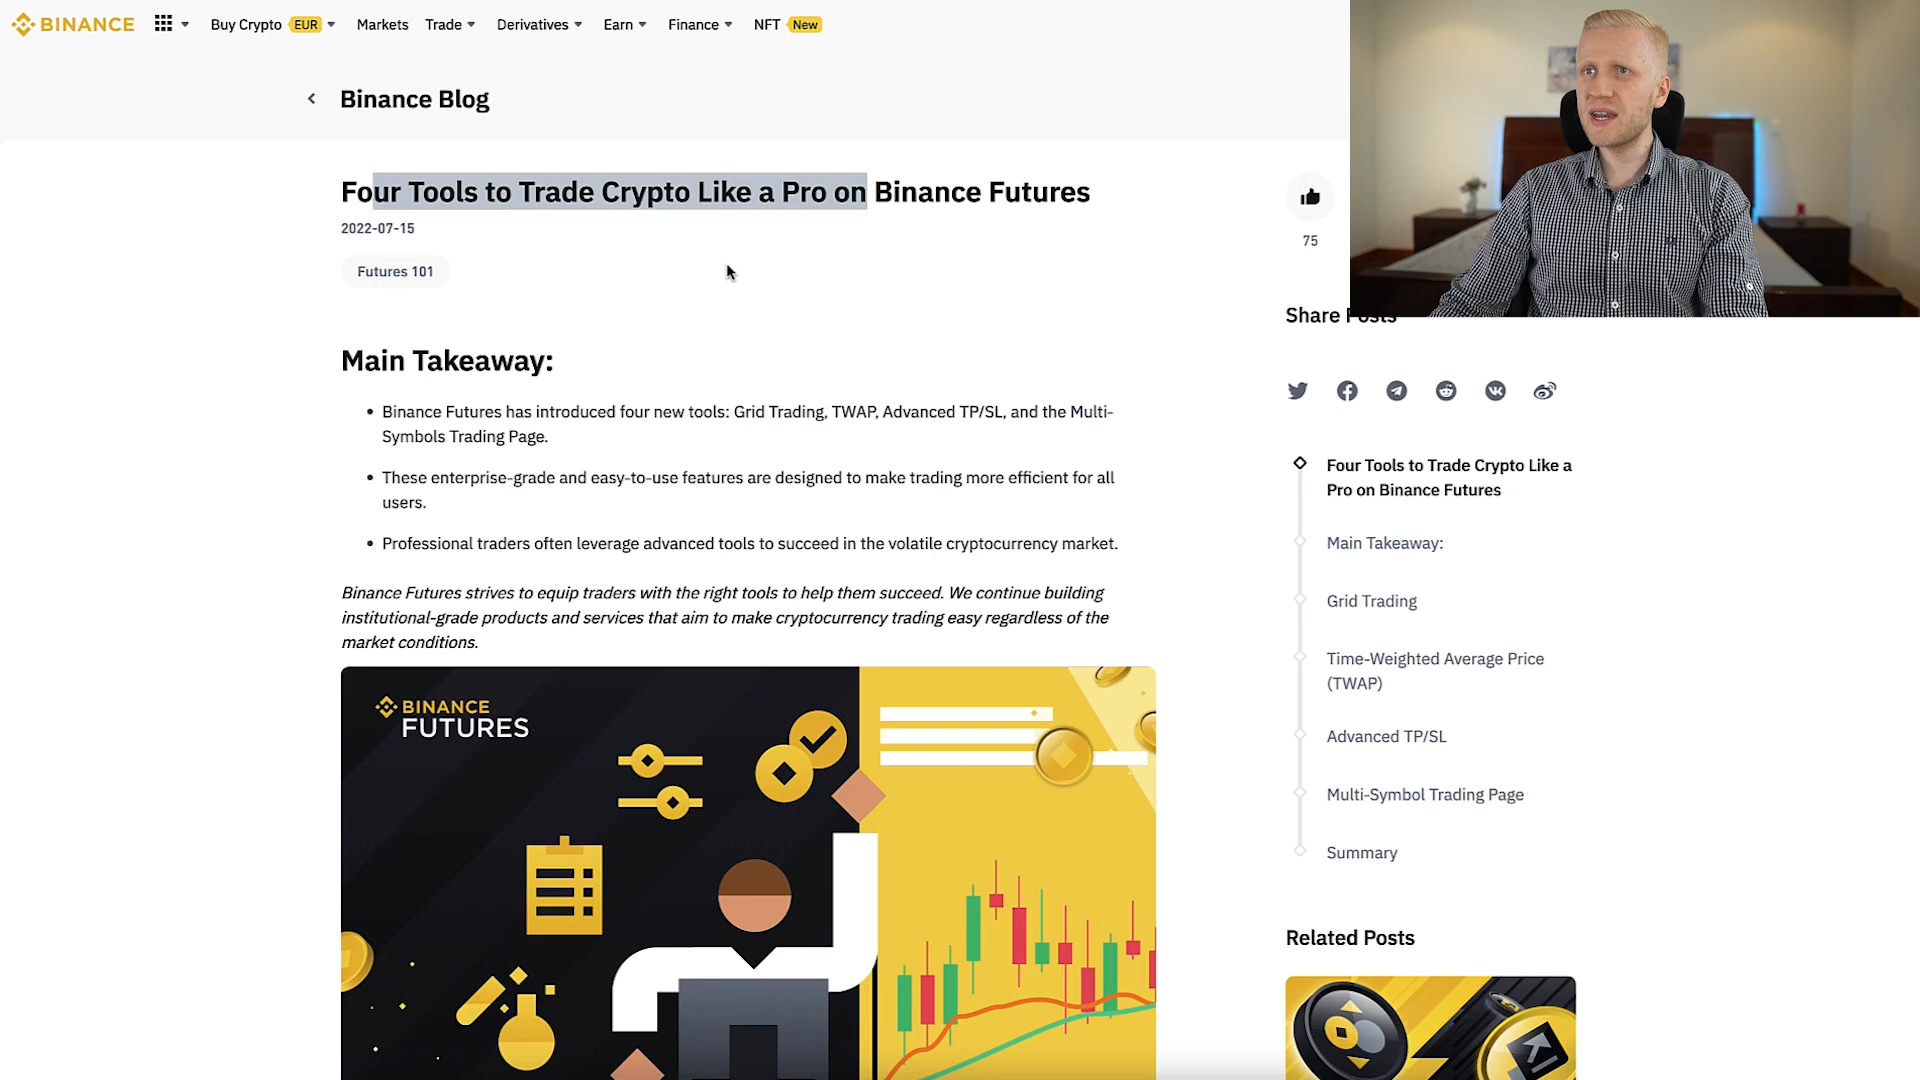 BINANCE
Buy Crypto EUR Markets Trade Derivatives Earn Finance NFT New
Binance Blog
Four Tools to Trade Crypto Like a Pro on Binance Futures
2022-07-15
Futures 101
75
Main Takeaway:
Binance Futures has introduced four new tools: Grid Trading, TWAP, Advanced TP/SL, and the Multi-
Symbols Trading Page.
These enterprise-grade and easy-to-use features are designed to make trading more efficient for all
users.
Professional traders often leverage advanced tools to succeed in the volatile cryptocurrency market.
Binance Futures strives to equip traders with the right tools to help them succeed. We continue building
institutional-grade products and services that aim to make cryptocurrency trading easy regardless of the
market conditions.
BINANCE
FUTURES
Share Posts
Four Tools to Trade Crypto Like a
Pro on Binance Futures
Main Takeaway:
Grid Trading
Time-Weighted Average Price
(TWAP)
Advanced TP/SL
Multi-Symbol Trading Page
Summary
Related Posts